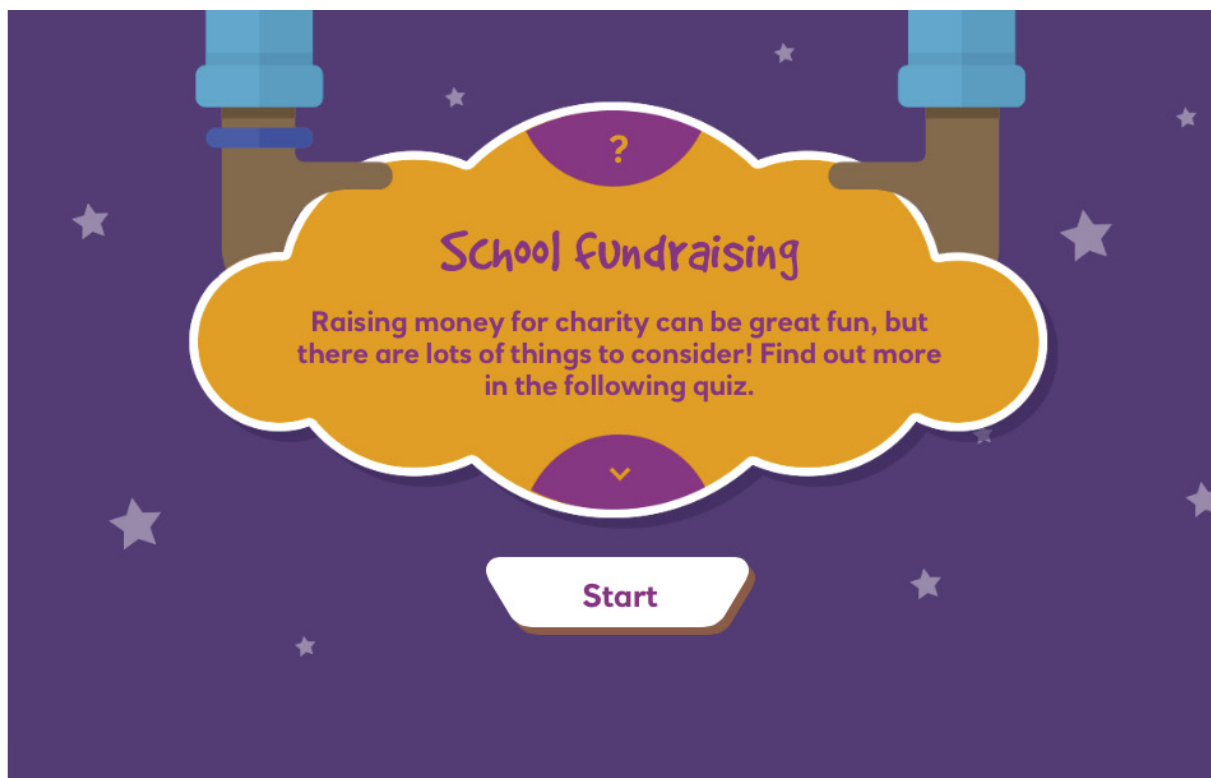 ?
School fundraising
Raising money for charity can be great fun, but
there are lots of things to consider! Find out more
in the following quiz.
Start